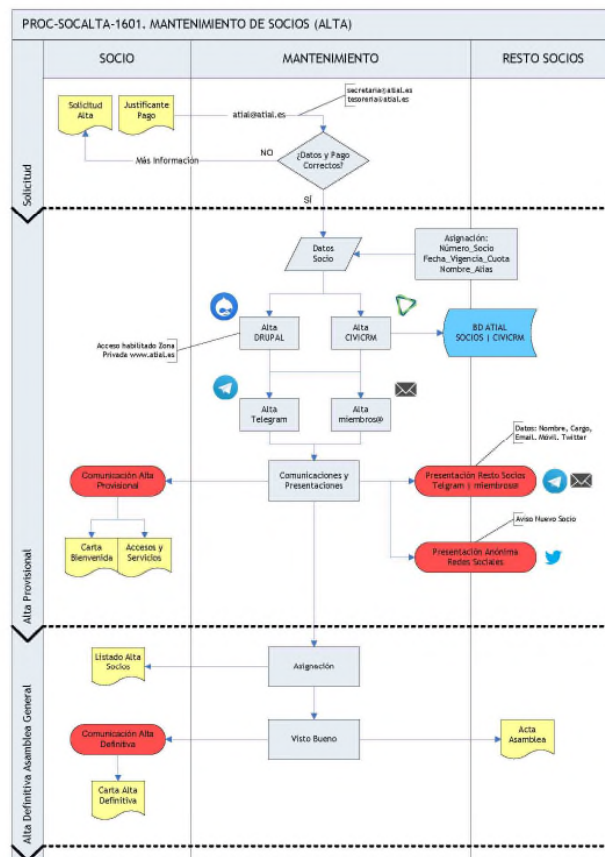 PROC-SOCALTA-1601. MANTENIMIENTO DE SOCIOS (ALTA)
SOCIO
MANTENIMIENTO
RESTO SOCIOS
Solicitud
Solicitud
Alta
Justificante
Pago
atial@atial.es
secretaria@atial.es
tesoreria@atial.es
Más Información
NO
¿Datos y Pago
Correctos?
SÍ
Alta Provisional
Datos
Socio
Asignación:
Número_Socio
Fecha_Vigencia_Cuota
Nombre_Alias
Alta
DRUPAL
Alta
CIVICRM
BD ATIAL
SOCIOS | CIVICRM
Acceso habilitado Zona
Privada www.atial.es
Alta
Telegram
Alta
miembros@
Datos: Nombre, Cargo,
Email. Móvil. Twitter
Comunicación Alta
Provisional
Comunicaciones y
Presentaciones
Presentación Resto Socios
Telgram | miembros@
Aviso Nuevo Socio
Carta
Bienvenida
Accesos y
Servicios
Presentación Anónima
Redes Sociales
Alta Definitiva Asamblea General
Listado Alta
Socios
Asignación
Comunicación Alta
Definitiva
Visto Bueno
Acta
Asamblea
Carta Alta
Definitiva